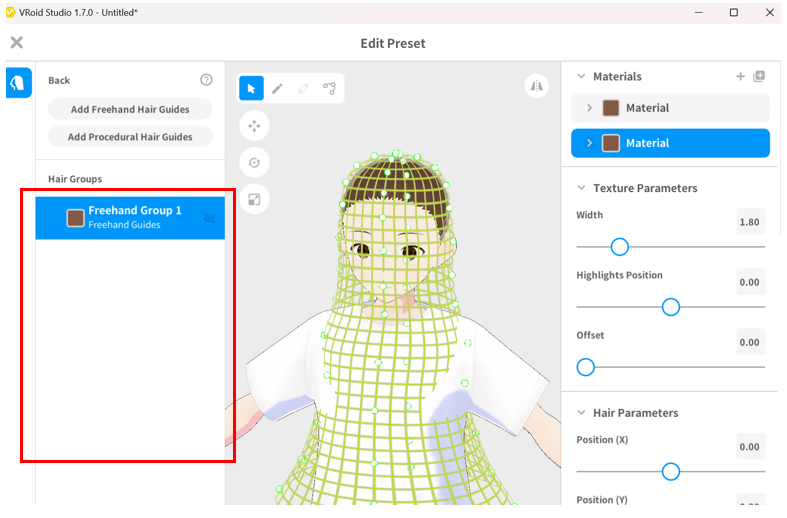 VRoid Studio 1.7.0 - Untitled*
Edit Preset
Back
Add Freehand Hair Guides
Add Procedural Hair Guides
Hair Groups
Freehand Group 1
Freehand Guides
Materials
Material
Material
Texture Parameters
Width
1.80
Highlights Position
0.00
Offset
0.00
Hair Parameters
Position (X)
0.00
Position (Y)